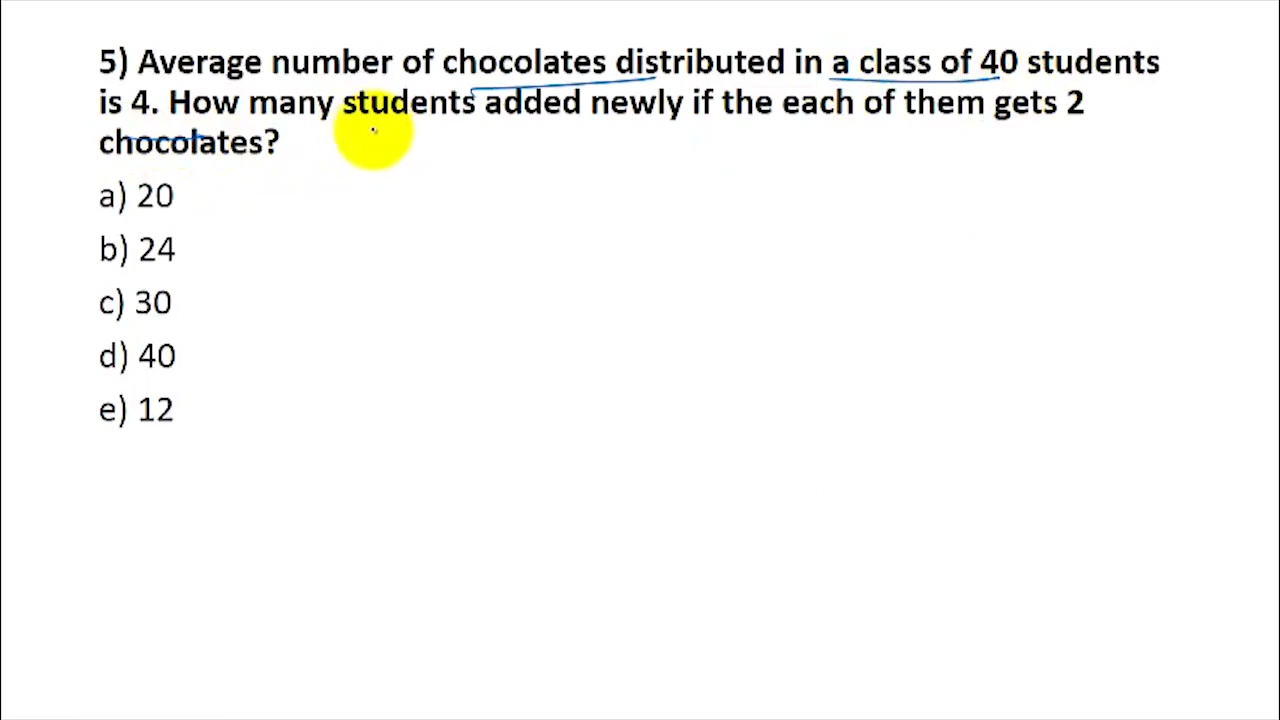 5) Average number of chocolates distributed in a class of 40 students
is 4. How many students added newly if the each of them gets 2
chocolates?
a) 20
b) 24
c) 30
d) 40
e) 12